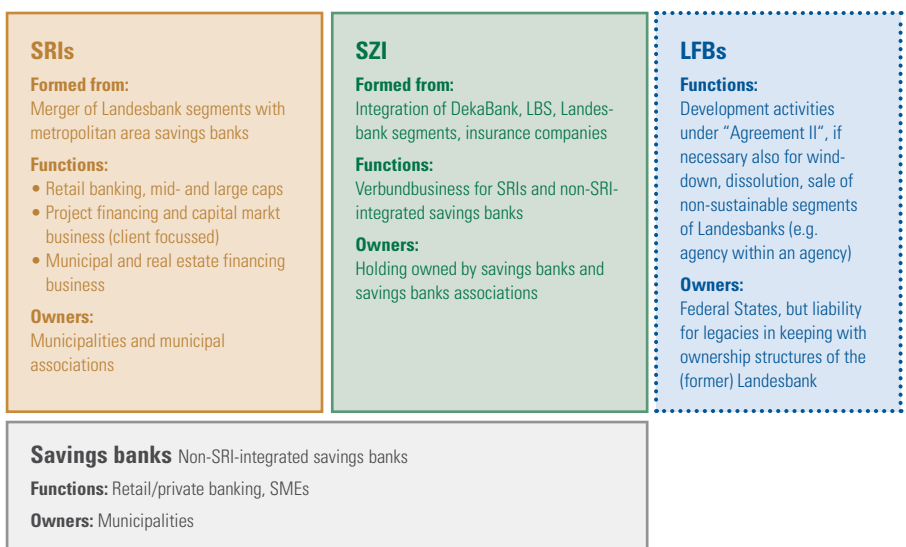 SRIs
Formed from:
Merger of Landesbank segments with
metropolitan area savings banks
Functions:
• Retail banking, mid- and large caps
• Project financing and capital markt
business (client focussed)
• Municipal and real estate financing
business
Owners:
Municipalities and municipal
associations
SZI
Formed from:
Integration of DekaBank, LBS, Landes-
bank segments, insurance companies
Functions:
Verbundbusiness for SRIs and non-SRI-
integrated savings banks
Owners:
Holding owned by savings banks and
savings banks associations
LFBs
Functions:
Development activities
under “Agreement II“, if
necessary also for wind-
down, dissolution, sale of
non-sustainable segments
of Landesbanks (e.g.
agency within an agency)
Owners:
Federal States, but liability
for legacies in keeping with
ownership structures of the
(former) Landesbank
Savings banks Non-SRI-integrated savings banks
Functions: Retail/private banking, SMEs
Owners: Municipalities